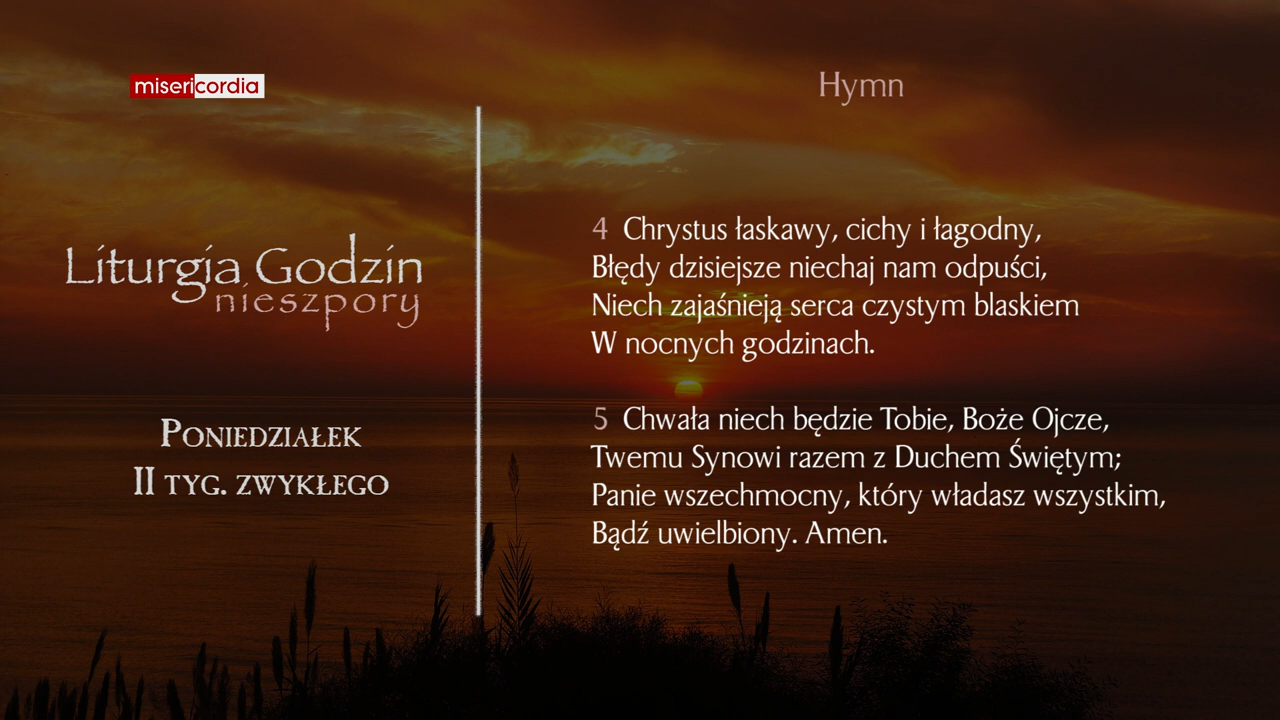 misericordia
Liturgia Godzin
nieszpory
Poniedziałek
II tyg. zwykłego
Hymn
4 Chrystus łaskawy, cichy i łagodny,
Błędy dzisiejsze niechaj nam odpuści,
Niech zajaśnieją serca czystym blaskiem
W nocnych godzinach.
5 Chwała niech będzie Tobie, Boże Ojcze,
Twemu Synowi razem z Duchem Świętym;
Panie wszechmocny, który władasz wszystkim,
Bądź uwielbiony. Amen.